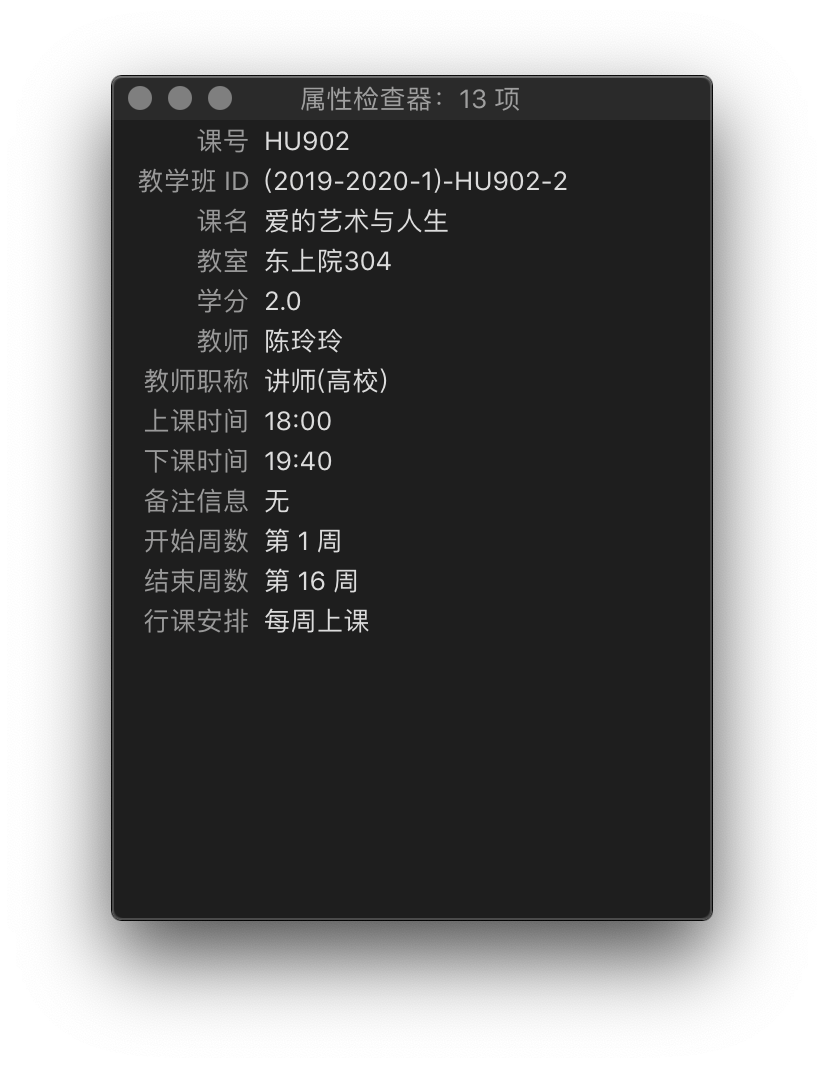 属性检查器：13 项
课号 HU902
教学班 ID (2019-2020-1)-HU902-2
课名 爱的艺术与人生
教室 东上院304
学分 2.0
教师 陈玲玲
教师职称 讲师(高校)
上课时间 18:00
下课时间 19:40
备注信息 无
开始周数 第 1 周
结束周数 第 16 周
行课安排 每周上课